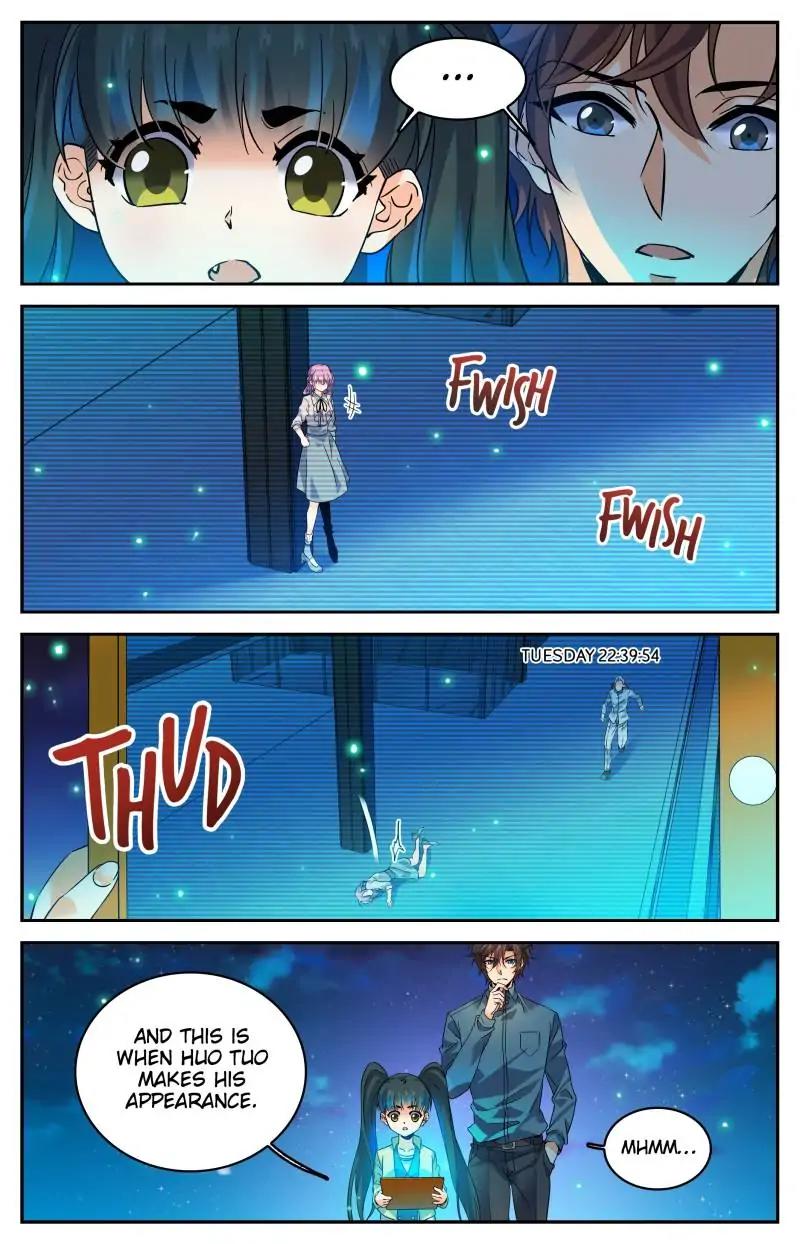 ...
FWISH
FWISH
TUESDAY 22:39:54
THUD
AND THIS IS
WHEN HUO TUO
MAKES HIS
APPEARANCE.
MHMM...